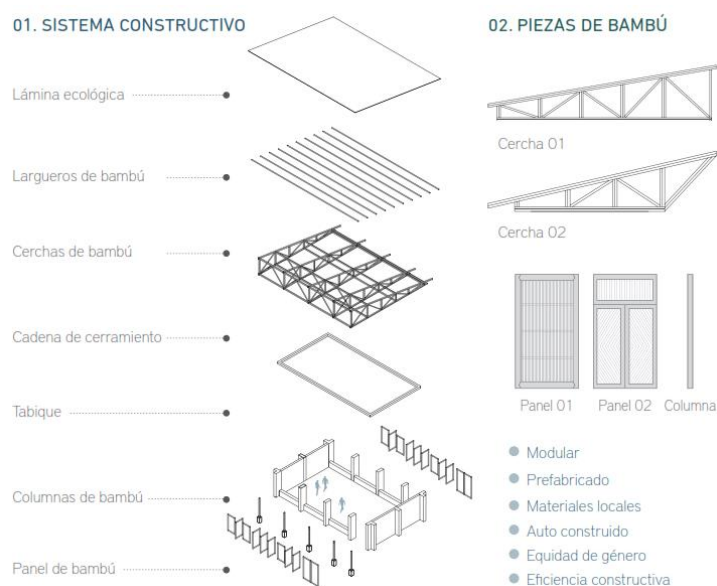 01. SISTEMA CONSTRUCTIVO
Lámina ecológica
Largueros de bambú
Cerchas de bambú
Cadena de cerramiento
Tabique
Columnas de bambú
Panel de bambú
02. PIEZAS DE BAMBÚ
Cercha 01
Cercha 02
Panel 01
Panel 02
Columna
Modular
Prefabricado
Materiales locales
Auto construido
Equidad de género
Eficiencia constructiva